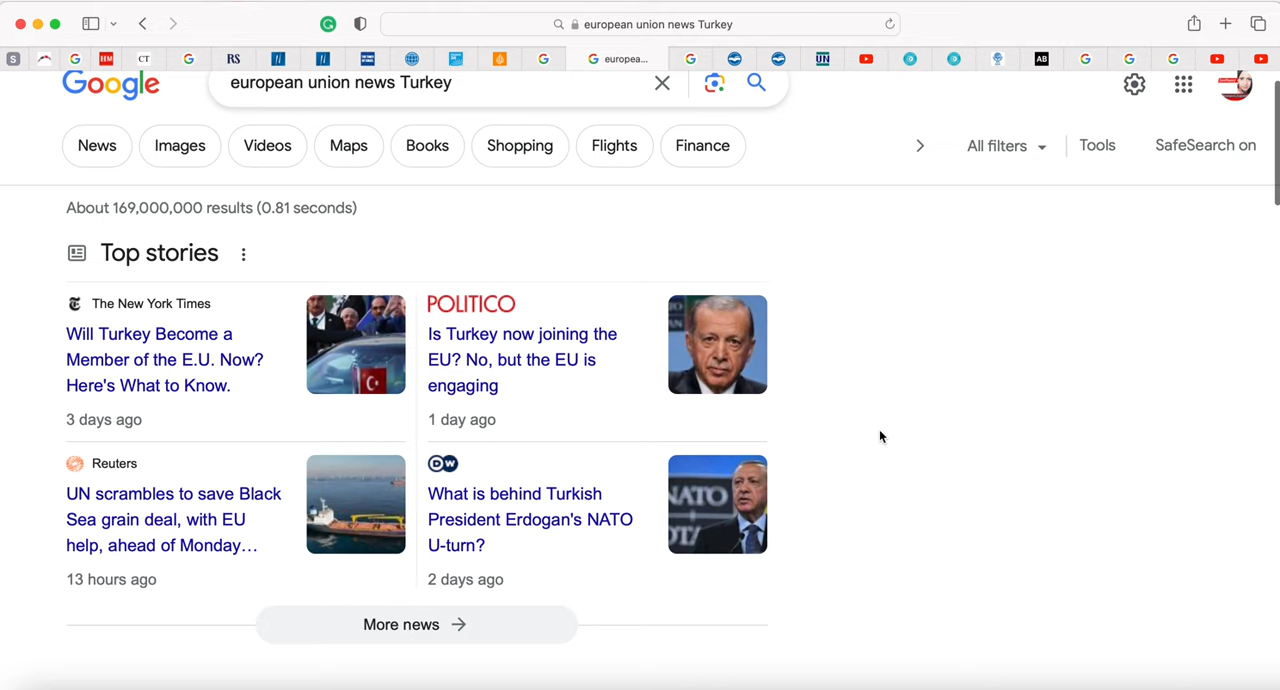 european union news Turkey
S
IEM
CT
RS
europea...
UN
AB
Google
european union news Turkey
News
Images
Videos
Maps
Books
Shopping
Flights
Finance
All filters
Tools
SafeSearch on
About 169,000,000 results (0.81 seconds)
Top stories
The New York Times
Will Turkey Become a
Member of the E.U. Now?
Here's What to Know.
3 days ago
POLITICO
Is Turkey now joining the
EU? No, but the EU is
engaging
1 day ago
Reuters
UN scrambles to save Black
Sea grain deal, with EU
help, ahead of Monday…
13 hours ago
DW
What is behind Turkish
President Erdogan's NATO
U-turn?
2 days ago
NATO
More news